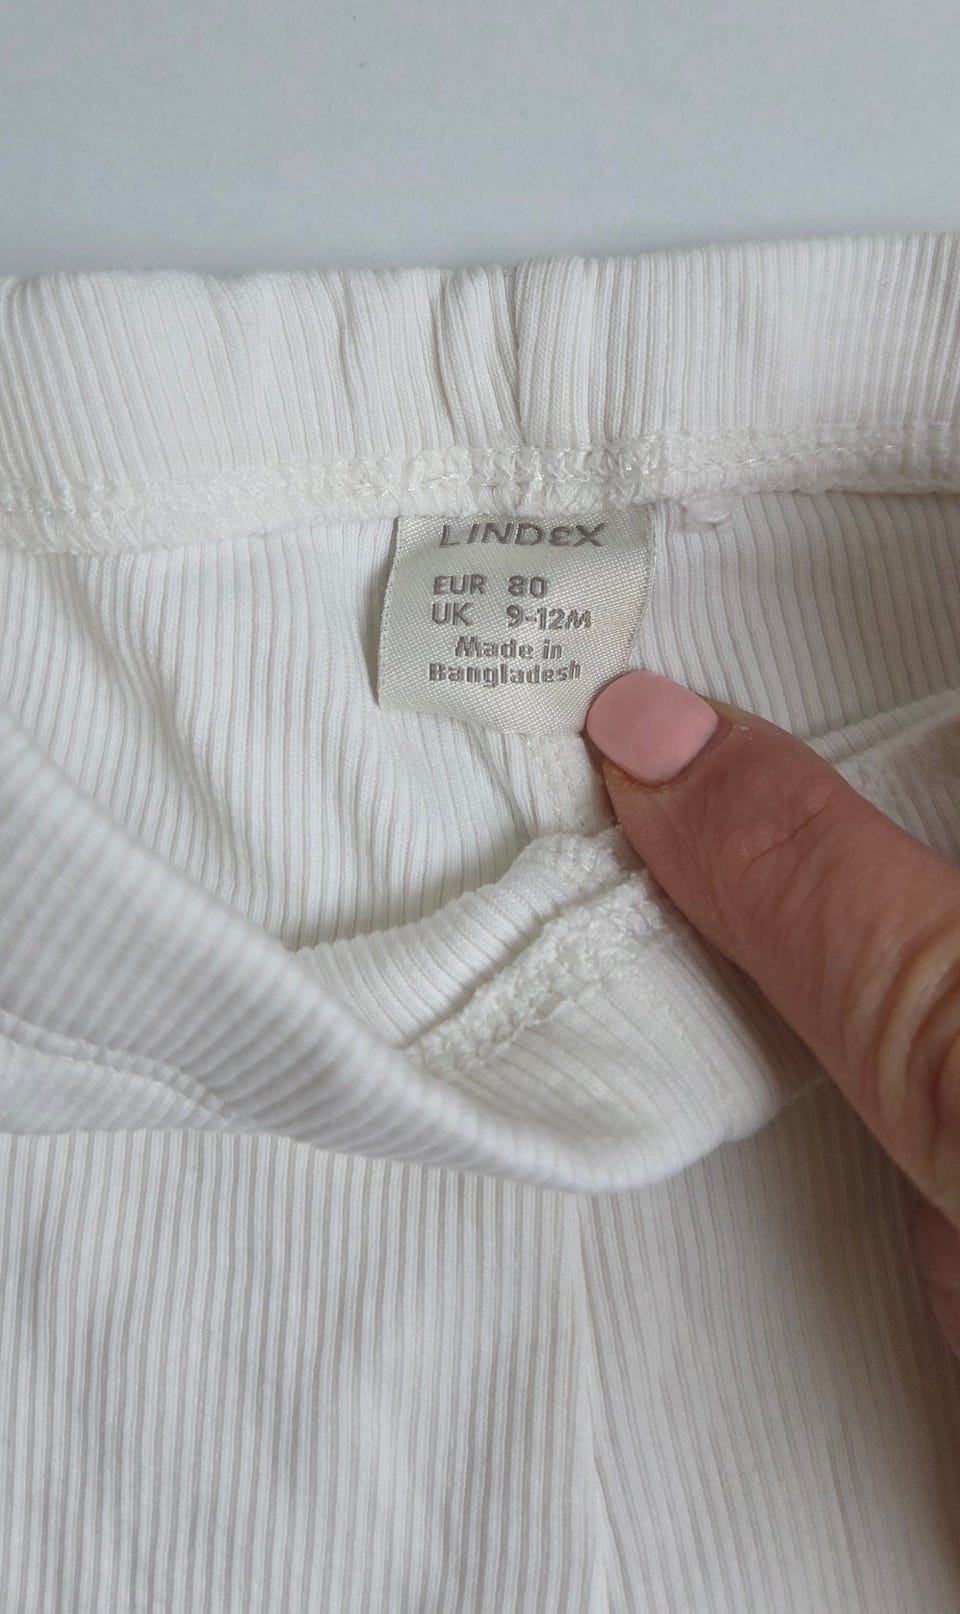 LINDEX
EUR 80
UK 9-12M
Made in
Bangladesh